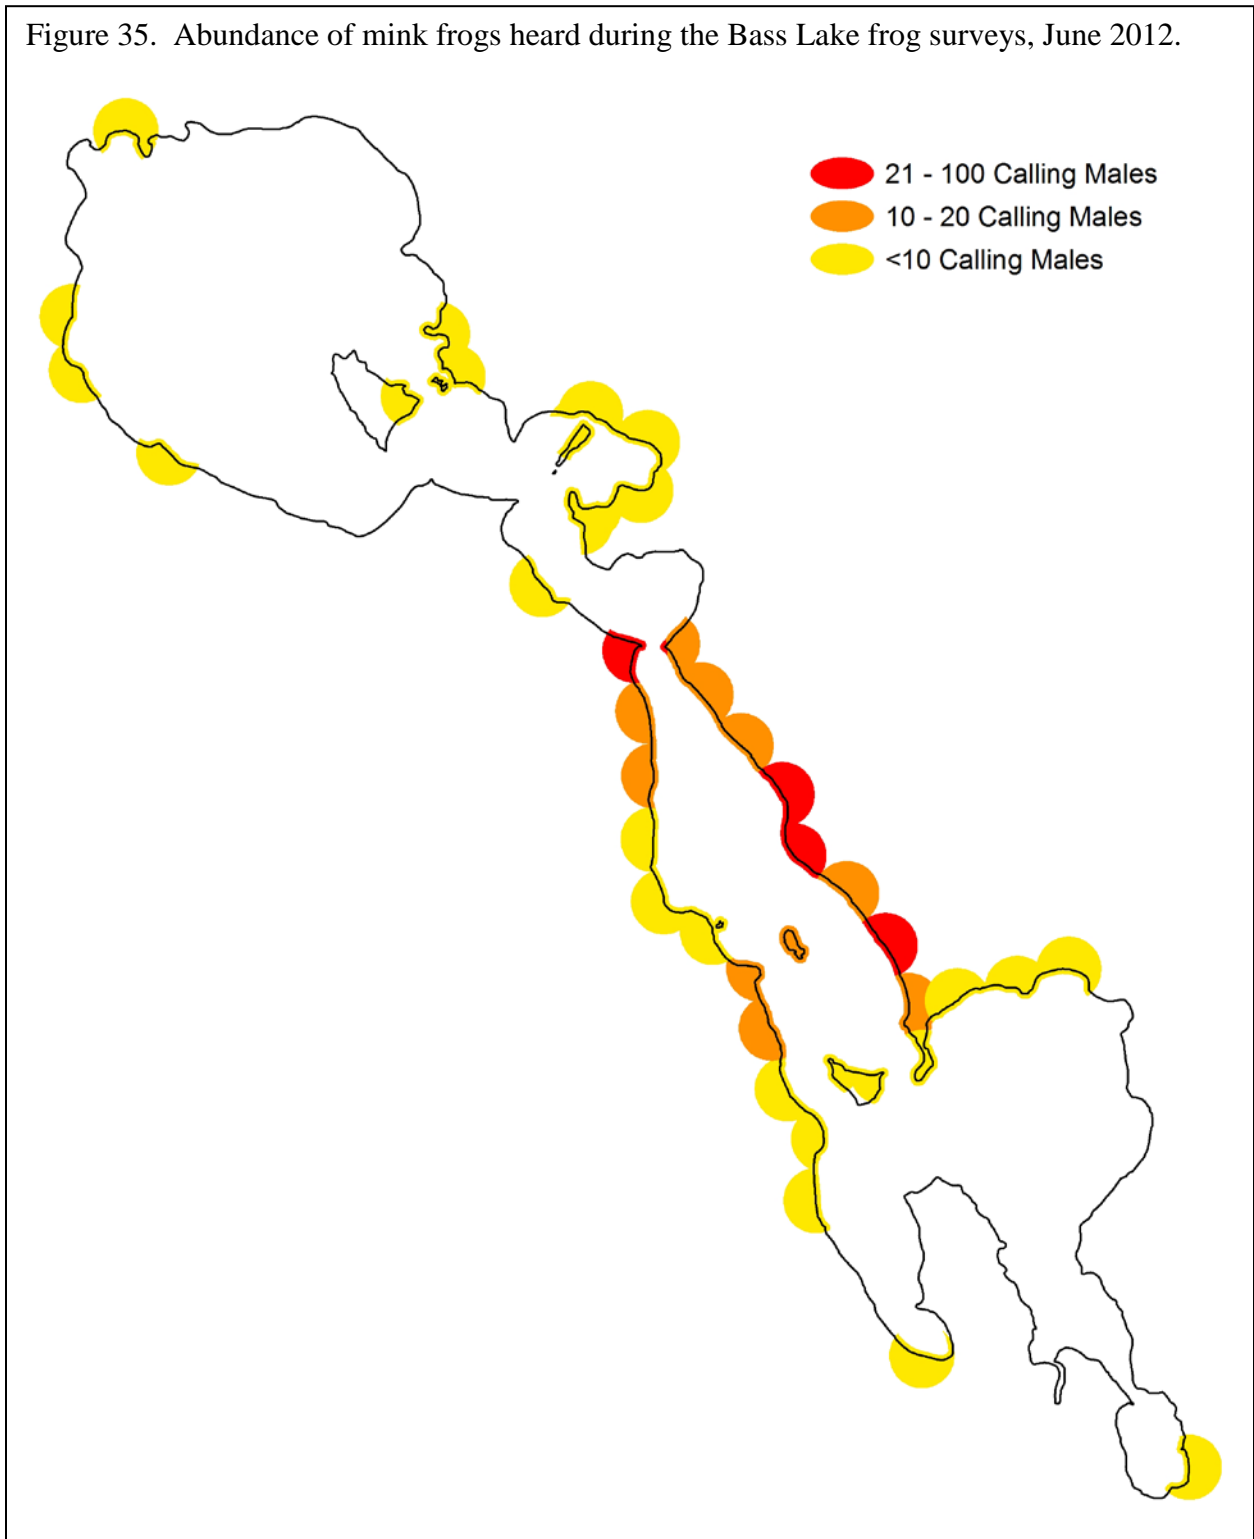 Figure 35.  Abundance of mink frogs heard during the Bass Lake frog surveys, June 2012.
21 - 100 Calling Males
10 - 20 Calling Males
<10 Calling Males